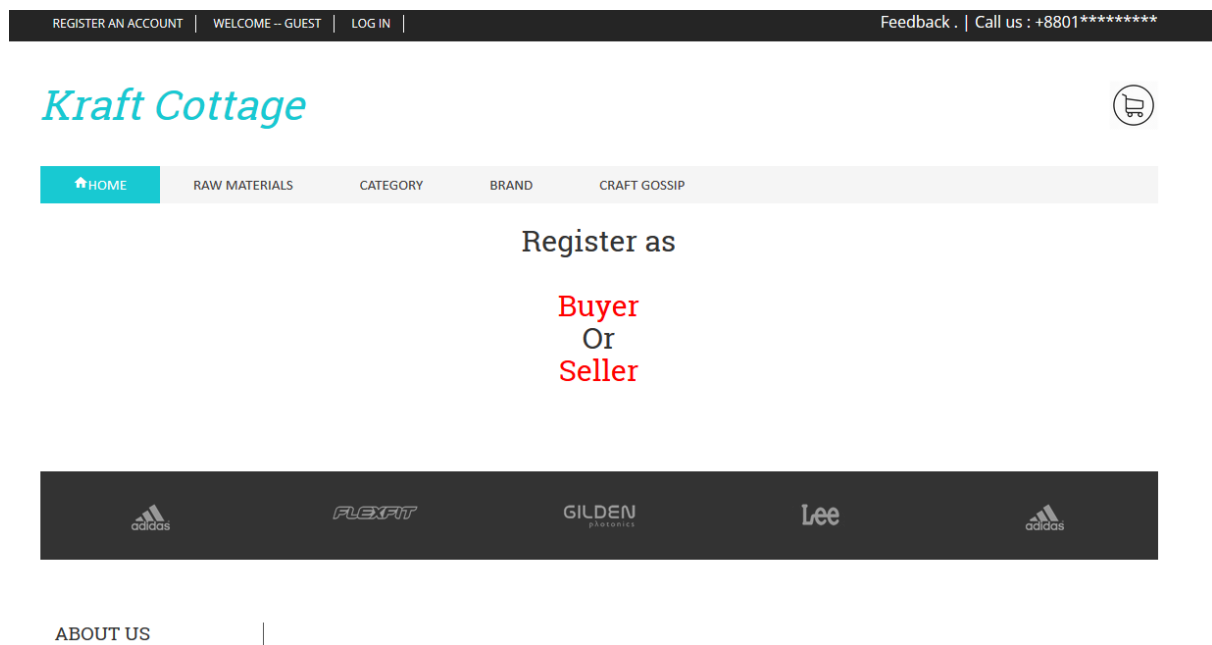 REGISTER AN ACCOUNT | WELCOME -- GUEST | LOG IN |
Feedback . | Call us : +8801*********
Kraft Cottage
HOME RAW MATERIALS CATEGORY BRAND CRAFT GOSSIP
Register as
Buyer
Or
Seller
adidas FLEXFIT GILDEN photonics Lee adidas
ABOUT US